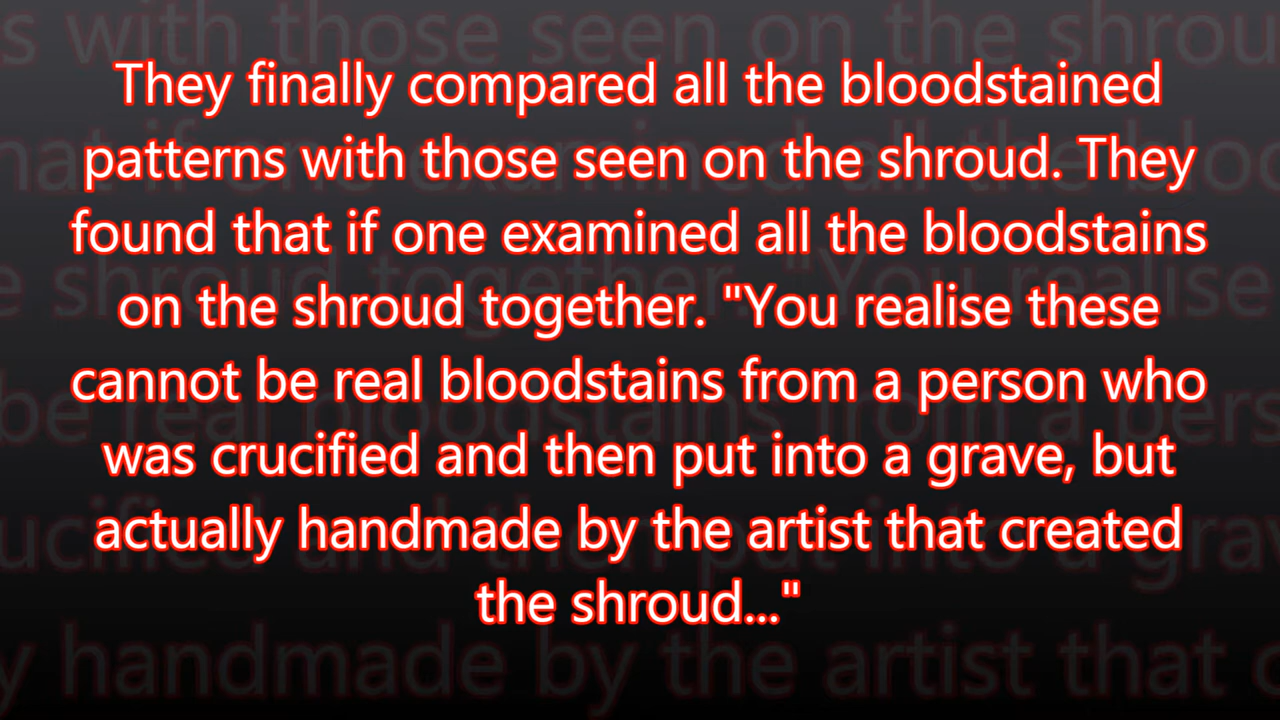 They finally compared all the bloodstained
patterns with those seen on the shroud. They
found that if one examined all the bloodstains
on the shroud together. "You realise these
cannot be real bloodstains from a person who
was crucified and then put into a grave, but
actually handmade by the artist that created
the shroud..."